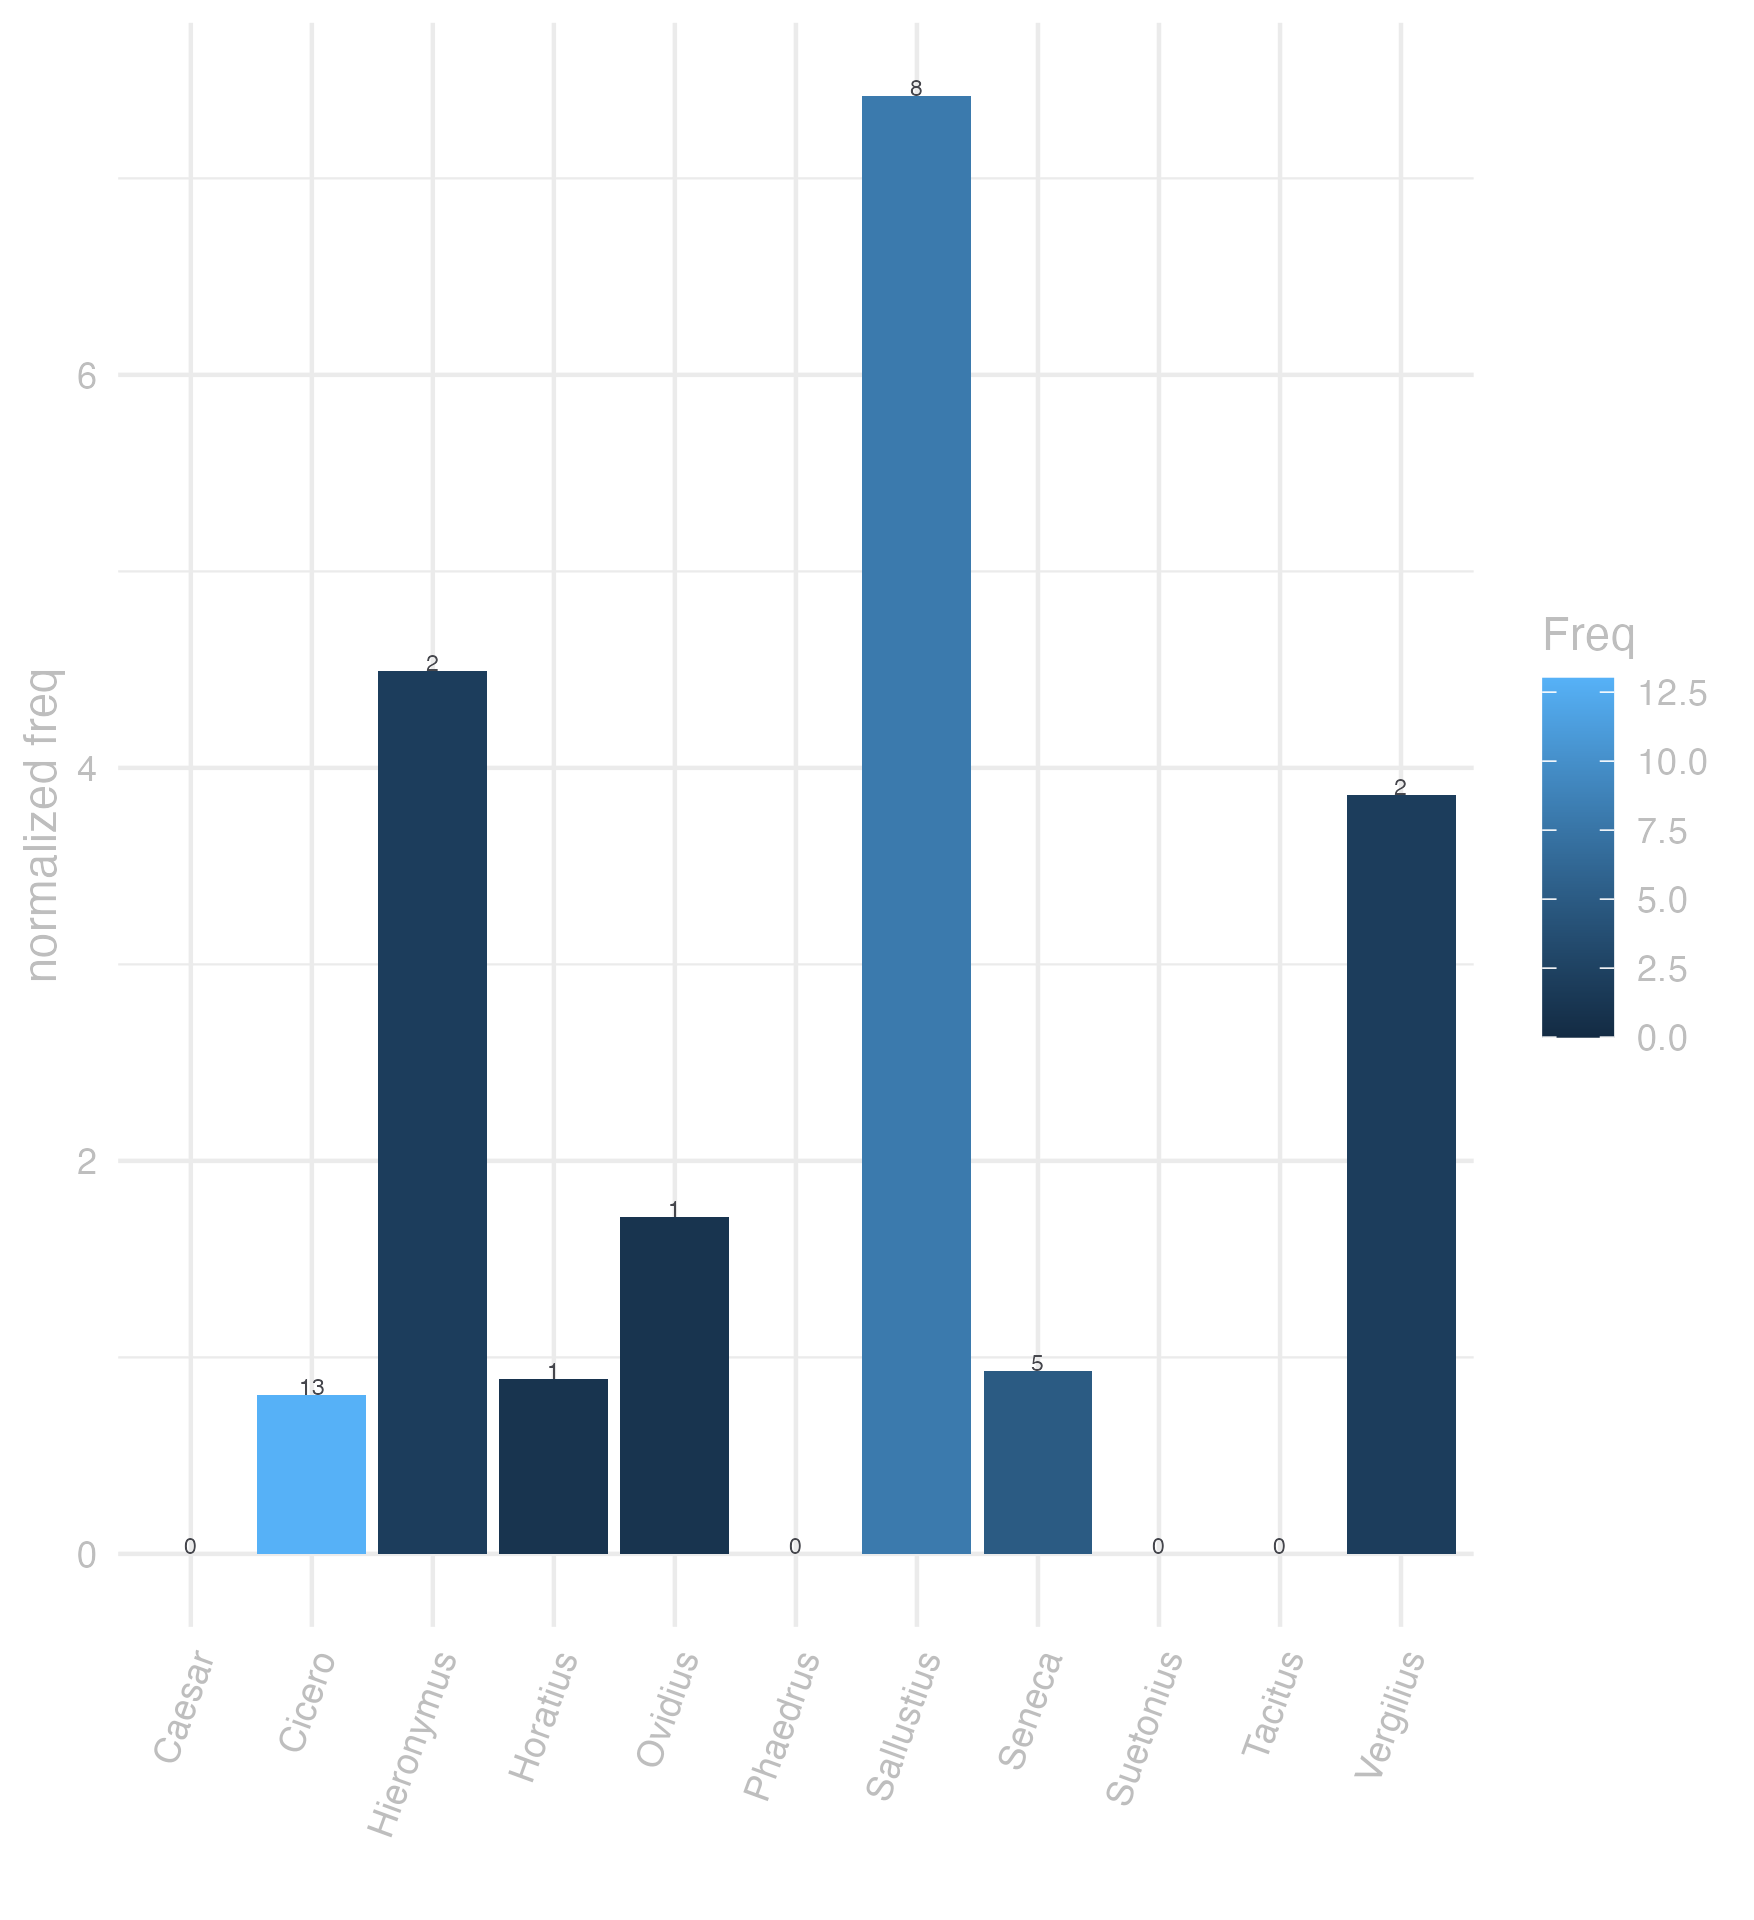 8
6
2
4
2
1
1
5
13
0
0
0
0
2
0
normalized freq
Caesar
Cicero
Hieronymus
Horatius
Ovidius
Phaedrus
Sallustius
Seneca
Suetonius
Tacitus
Vergilius
Freq
12.5
10.0
7.5
5.0
2.5
0.0